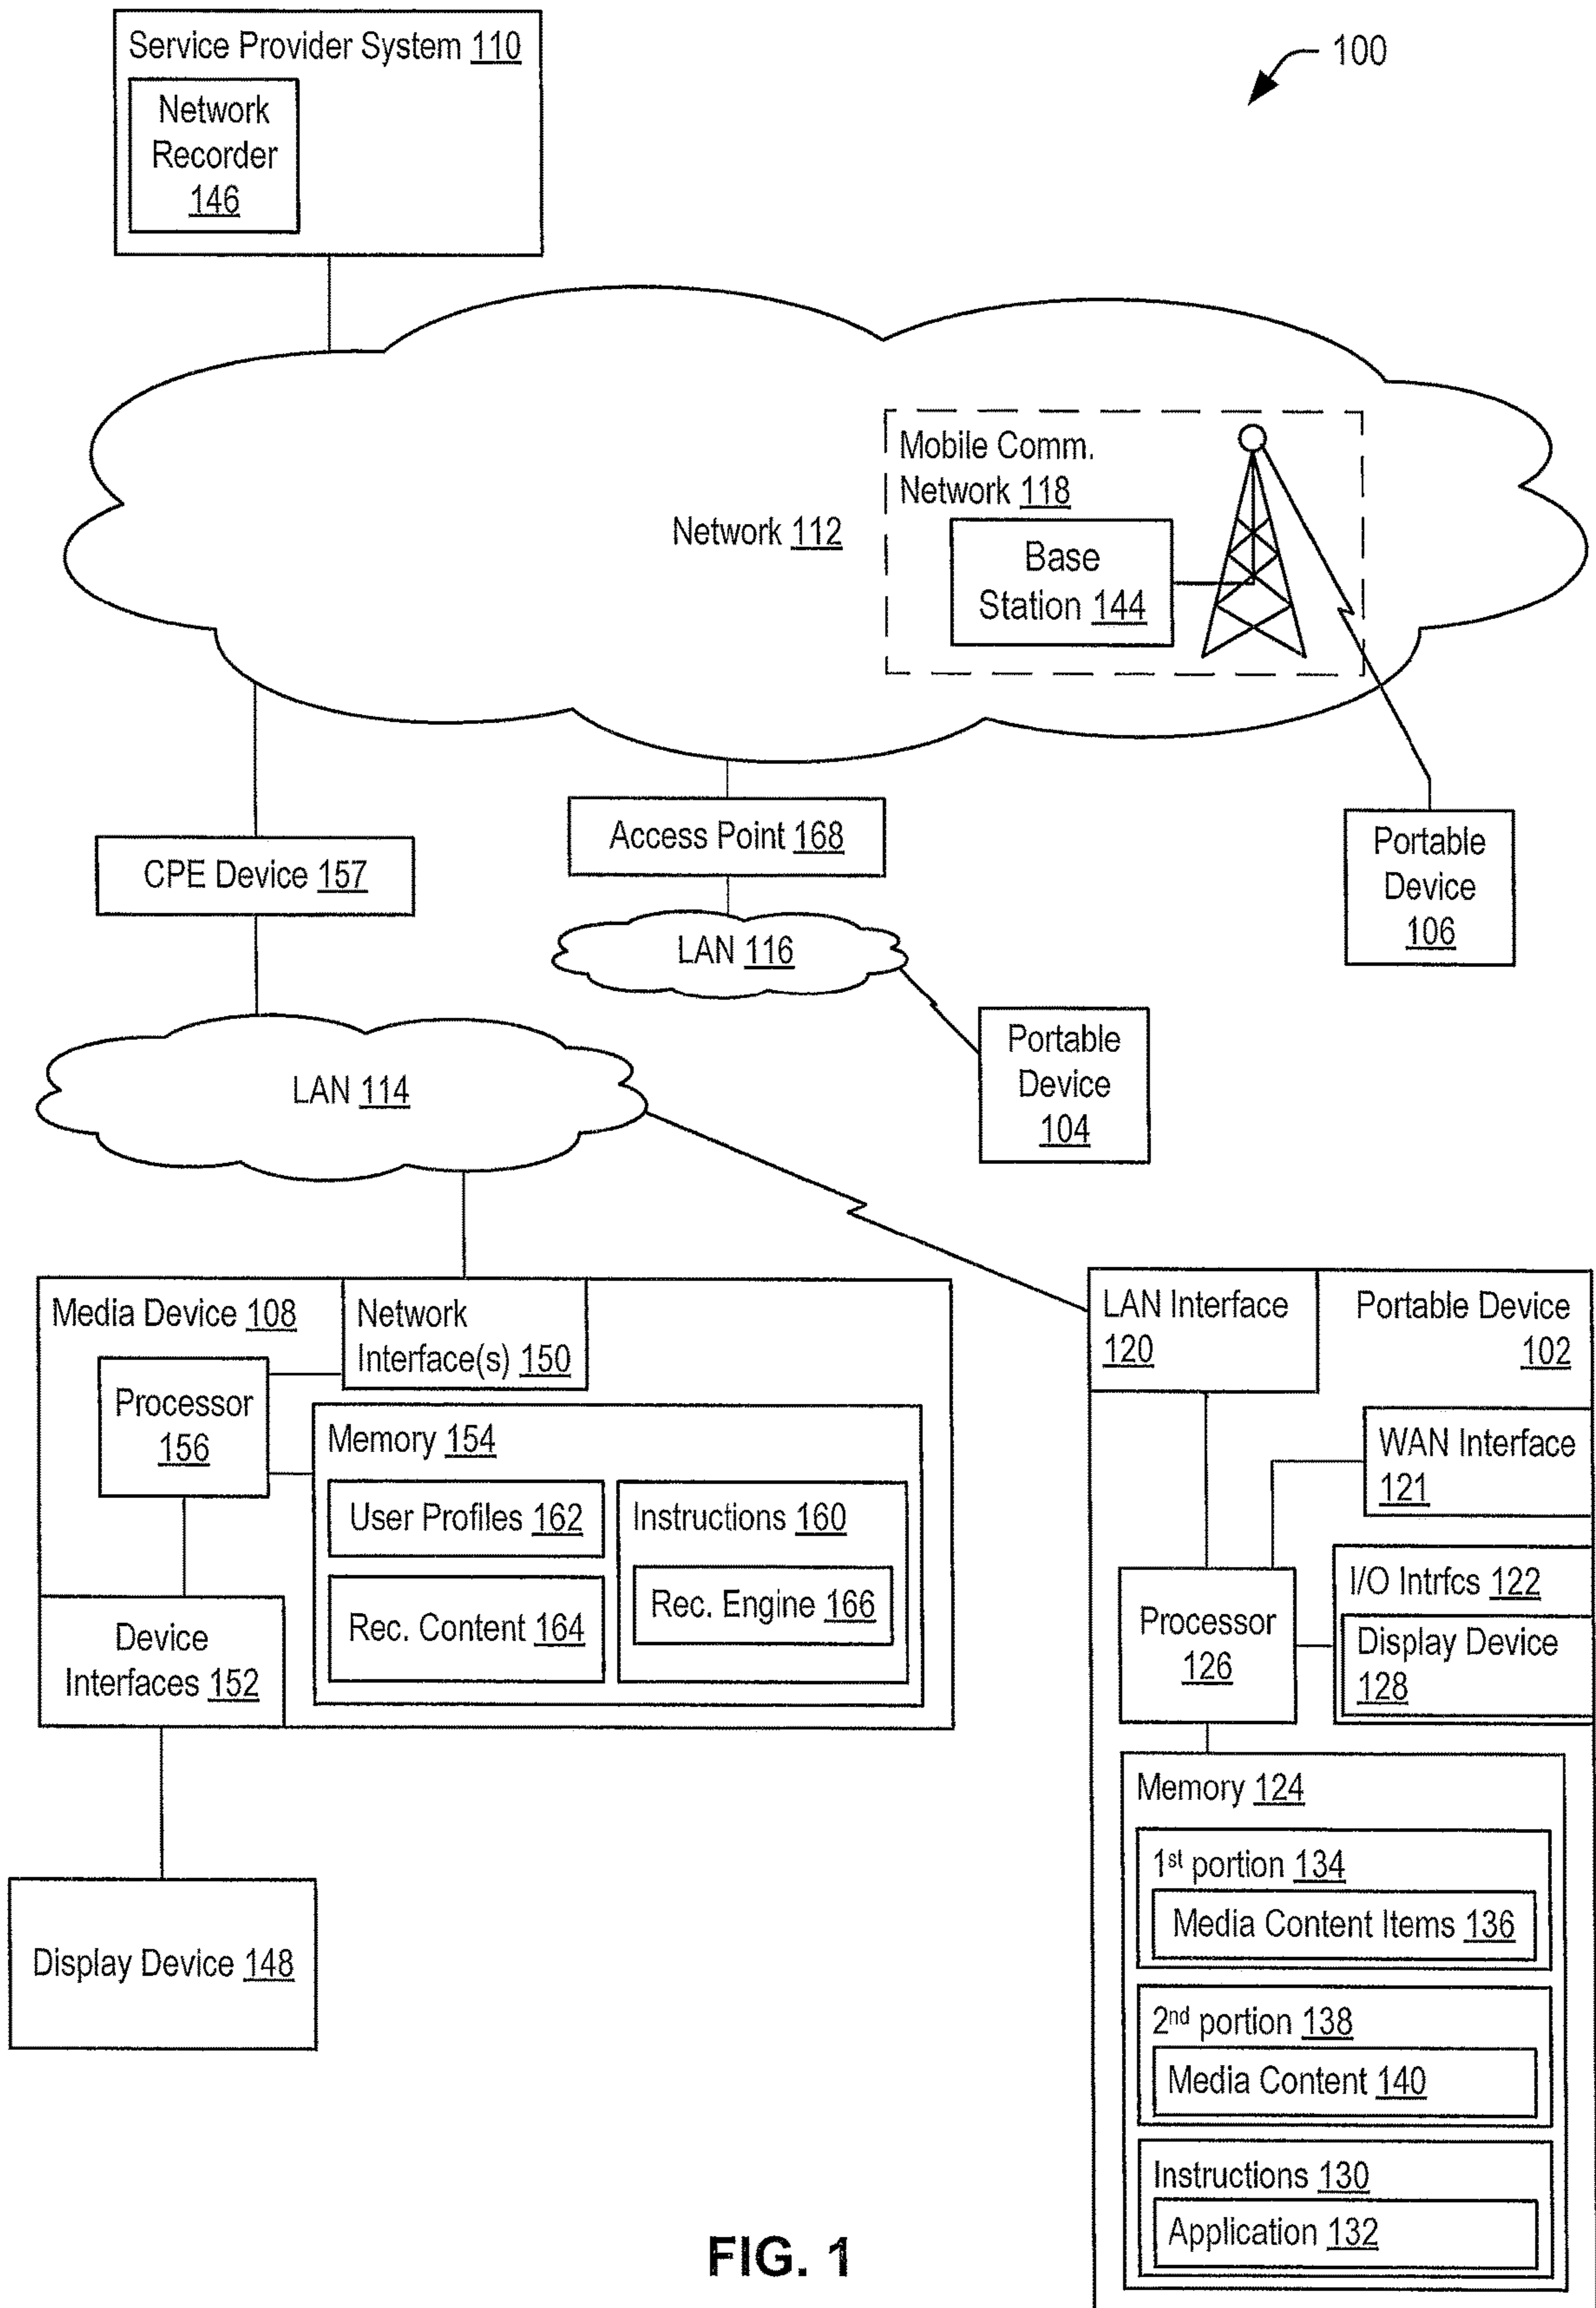 Service Provider System 110
Network
Recorder
146
100
Mobile Comm.
Network 118
Network 112
Base
Station 144
Access Point 168
CPE Device 157
Portable
Device
106
LAN 116
Portable
Device
104
LAN 114
Media Device 108
Network
Interface(s) 150
Processor
156
Memory 154
User Profiles 162
Instructions 160
Rec. Content 164
Rec. Engine 166
Device
Interfaces 152
Display Device 148
LAN Interface
120
Portable Device
102
WAN Interface
121
I/O Intrfcs 122
Display Device
128
Processor
126
Memory 124
1st portion 134
Media Content Items 136
2nd portion 138
Media Content 140
Instructions 130
Application 132
FIG. 1